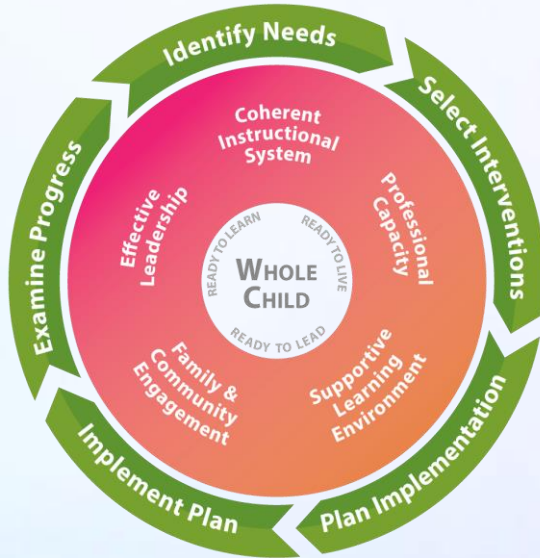 Identify Needs
Select Interventions
Plan Implementation
Implement Plan
Examine Progress
Coherent
Instructional
System
Professional
Capacity
Supportive
Learning
Environment
Family &
Community
Engagement
Effective
Leadership
READY TO LEARN
READY TO LIVE
READY TO LEAD
WHOLE
CHILD